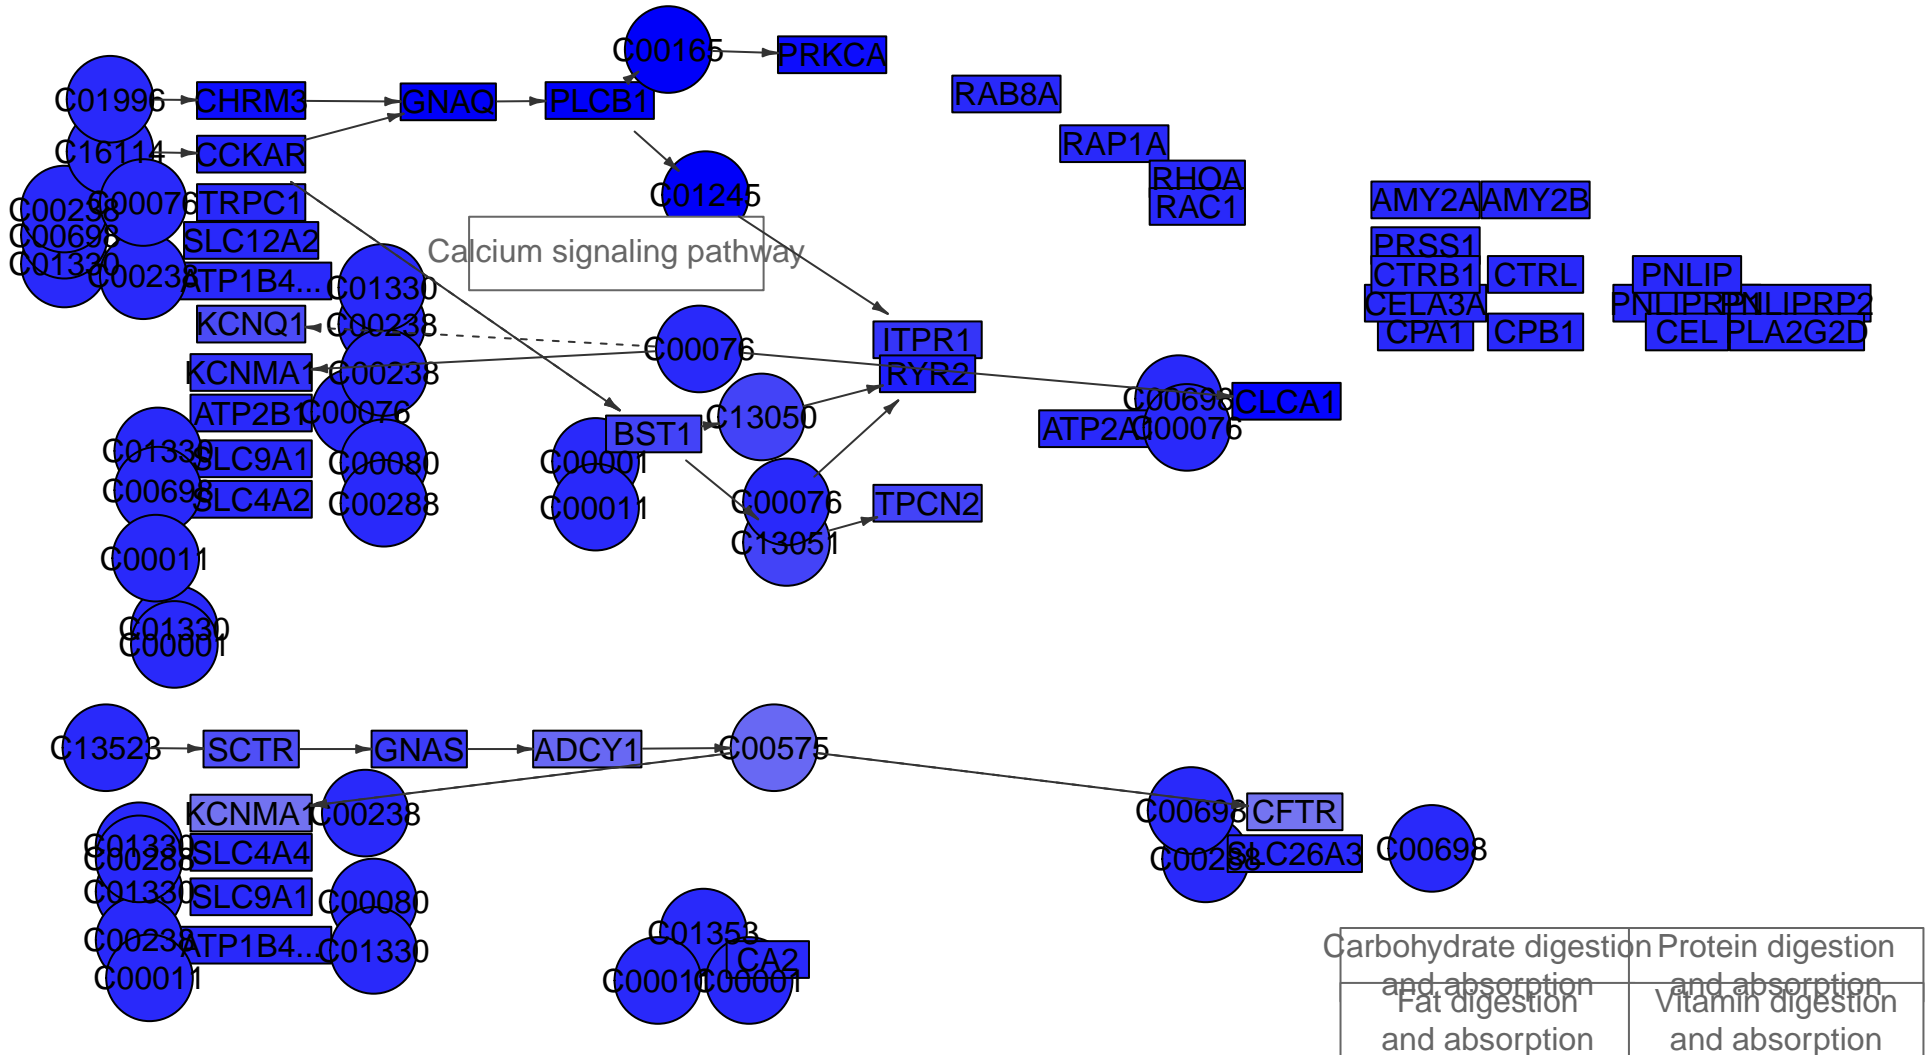 C00165
PRKCA
C01996
CHRM3
GNAQ
PLCB1
RAB8A
C16114
CCKAR
RAP1A
RHOA
RAC1
C01245
C00238
C00076
TRPC1
C00698
SLC12A2
C01330
C00238
ATP1B4...
Calcium signaling pathway
AMY2A
AMY2B
PRSS1
CTRB1
CTRL
PNLIP
CELA3A
PNLIPRP1
PNLIPRP2
CPA1
CPB1
CEL
PLA2G2D
C01330
KCNQ1
C00238
C00076
ITPR1
KCNMA1
C00238
RYR2
C00698
CLCA1
ATP2B1
C00076
C13050
BST1
ATP2A
C00076
C01330
SLC9A1
C00080
C00001
C00698
SLC4A2
C00288
C00011
C00076
TPCN2
C13051
C00011
C01330
C00001
C13523
SCTR
GNAS
ADCY1
C00575
KCNMA1
C00238
C00698
CFTR
C01330
C00288
SLC4A4
C00288
SLC26A3
C00698
C01330
SLC9A1
C00080
C00238
ATP1B4...
C01330
C00011
C01353
CA2
C00011
C00001
Carbohydrate digestion
and absorption
Protein digestion
and absorption
Fat digestion
and absorption
Vitamin digestion
and absorption